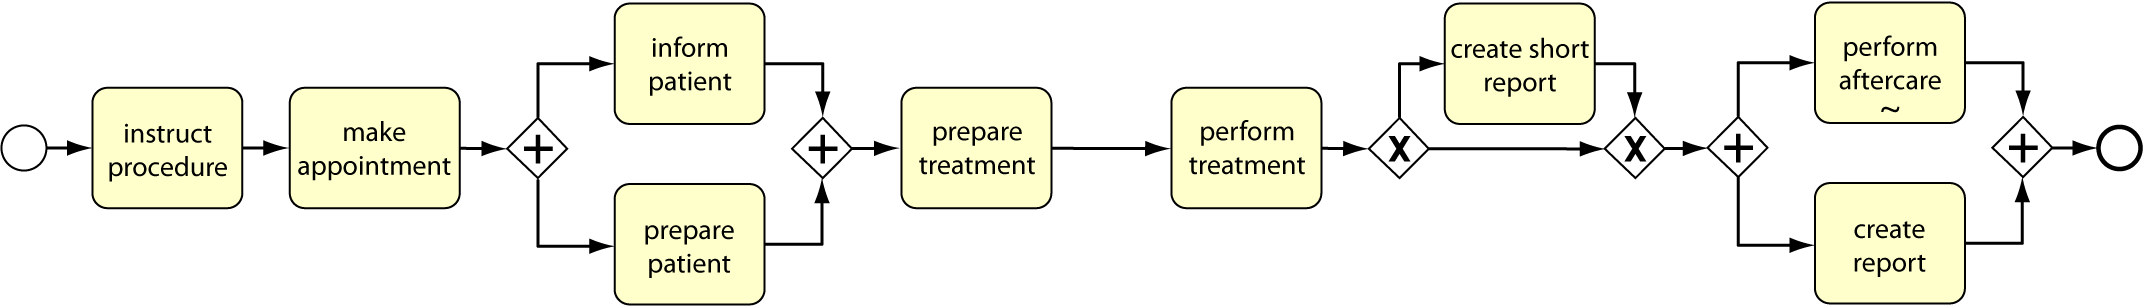 instruct
procedure
make
appointment
+
inform
patient
prepare
patient
+
prepare
treatment
perform
treatment
X
create short
report
X
+
perform
aftercare
~
create
report
+